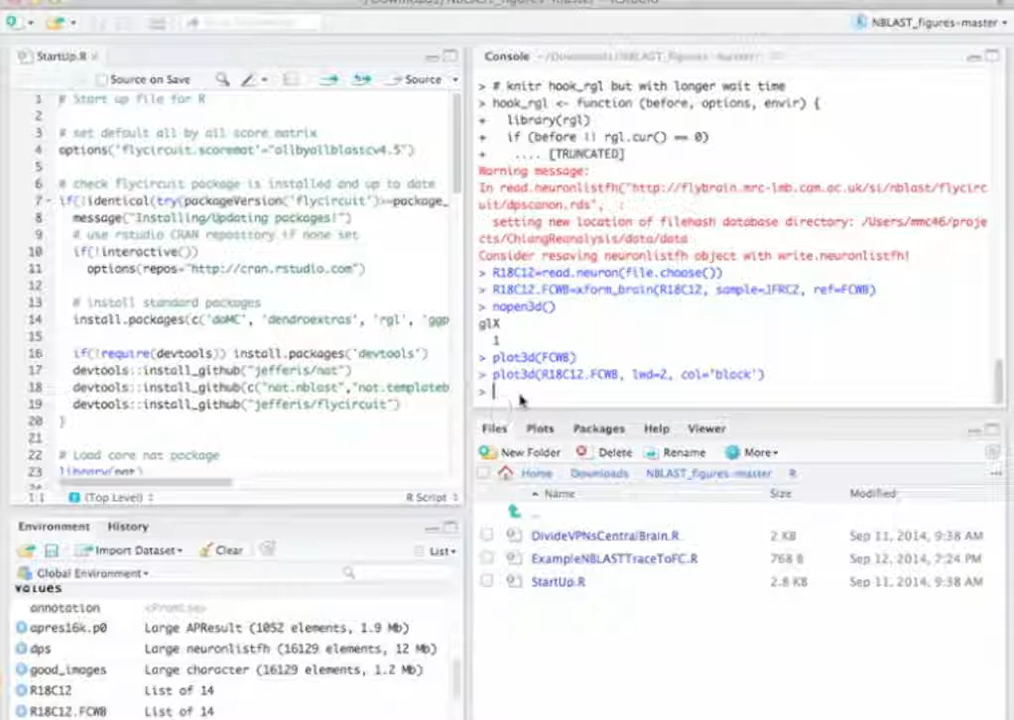 ~/Downloads/NBLAST_figures-master - RStudio
NBLAST_figures-master
StartUp.R
Source on Save
Source
1 # Start up file for R
2
3 # set default all by all score matrix
4 options('flycircuit.scoremat'="allbyallblastcv4.5")
5
6 # check flycircuit package is installed and up to date
7 if(!identical(try(packageVersion('flycircuit')>=package_
8 message("Installing/Updating packages!")
9 # use rstudio CRAN repository if none set
10 if(!interactive())
11 options(repos="http://cran.rstudio.com")
12
13 # install standard packages
14 install.packages(c('doMC', 'dendroextras', 'rgl', 'ggp
15
16 if(!require(devtools)) install.packages('devtools')
17 devtools::install_github("jefferis/nat")
18 devtools::install_github(c("nat.nblast","nat.templateb
19 devtools::install_github("jefferis/flycircuit")
20 }
21
22 # Load core nat package
23 library(nat)
1:1 (Top Level) R Script
Console ~/Downloads/NBLAST_figures-master/
> # knitr hook_rgl but with longer wait time
> hook_rgl <- function (before, options, envir) {
+ library(rgl)
+ if (before || rgl.cur() == 0)
+ .... [TRUNCATED]
Warning message:
In read.neuronlistfh("http://flybrain.mrc-lmb.cam.ac.uk/si/nblast/flycirc
uit/dpscanon.rds", :
setting new location of filehash database directory: /Users/mmc46/proje
cts/ChiangReanalysis/data/data
Consider resaving neuronlistfh object with write.neuronlistfh!
> R18C12=read.neuron(file.choose())
> R18C12.FCWB=xform_brain(R18C12, sample=JFRC2, ref=FCWB)
> nopen3d()
glX
1
> plot3d(FCWB)
> plot3d(R18C12.FCWB, lwd=2, col='black')
>
Files Plots Packages Help Viewer
New Folder Delete Rename More
Home Downloads NBLAST_figures-master R
Name Size Modified
..
DivideVPNsCentralBrain.R 2 KB Sep 11, 2014, 9:38 AM
ExampleNBLASTTraceToFC.R 768 B Sep 12, 2014, 2:24 PM
StartUp.R 2.8 KB Sep 11, 2014, 9:38 AM
Environment History
Import Dataset Clear List
Global Environment
Values
annotation <Promise>
apres16k.p0 Large APResult (1052 elements, 1.9 Mb)
dps Large neuronlistfh (16129 elements, 12 Mb)
good_images Large character (16129 elements, 1.2 Mb)
R18C12 List of 14
R18C12.FCWB List of 14